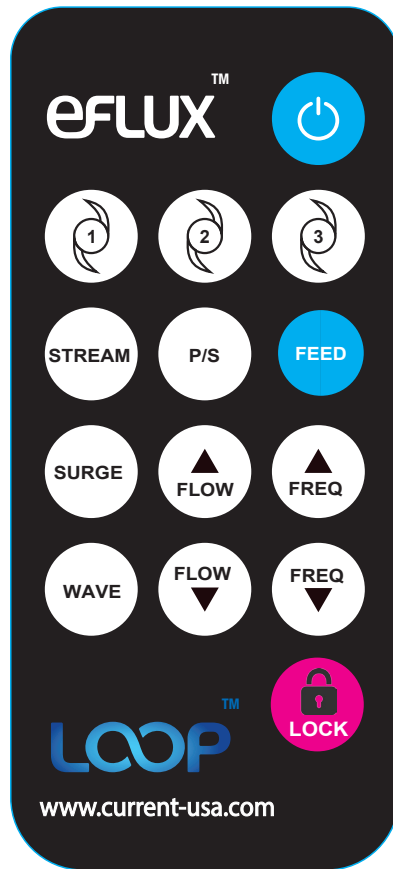 eFLUX™
1 2 3
STREAM P/S FEED
SURGE FLOW FREQ
WAVE FLOW FREQ
LOCK
LOOP™
www.current-usa.com